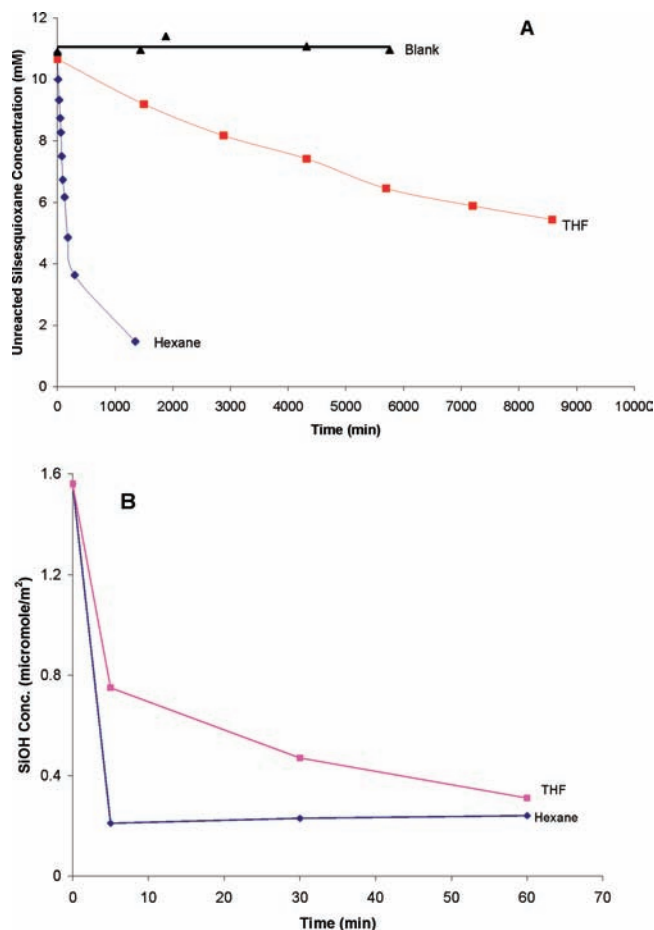 A
12
10
8
6
4
2
0
Unreacted Silsesquioxane Concentration (mM)
Blank
THF
Hexane
0 1000 2000 3000 4000 5000 6000 7000 8000 9000 10000
Time (min)
B
1.6
1.2
0.8
0.4
0
SiOH Conc. (micromole/m²)
THF
Hexane
0 10 20 30 40 50 60 70
Time (min)